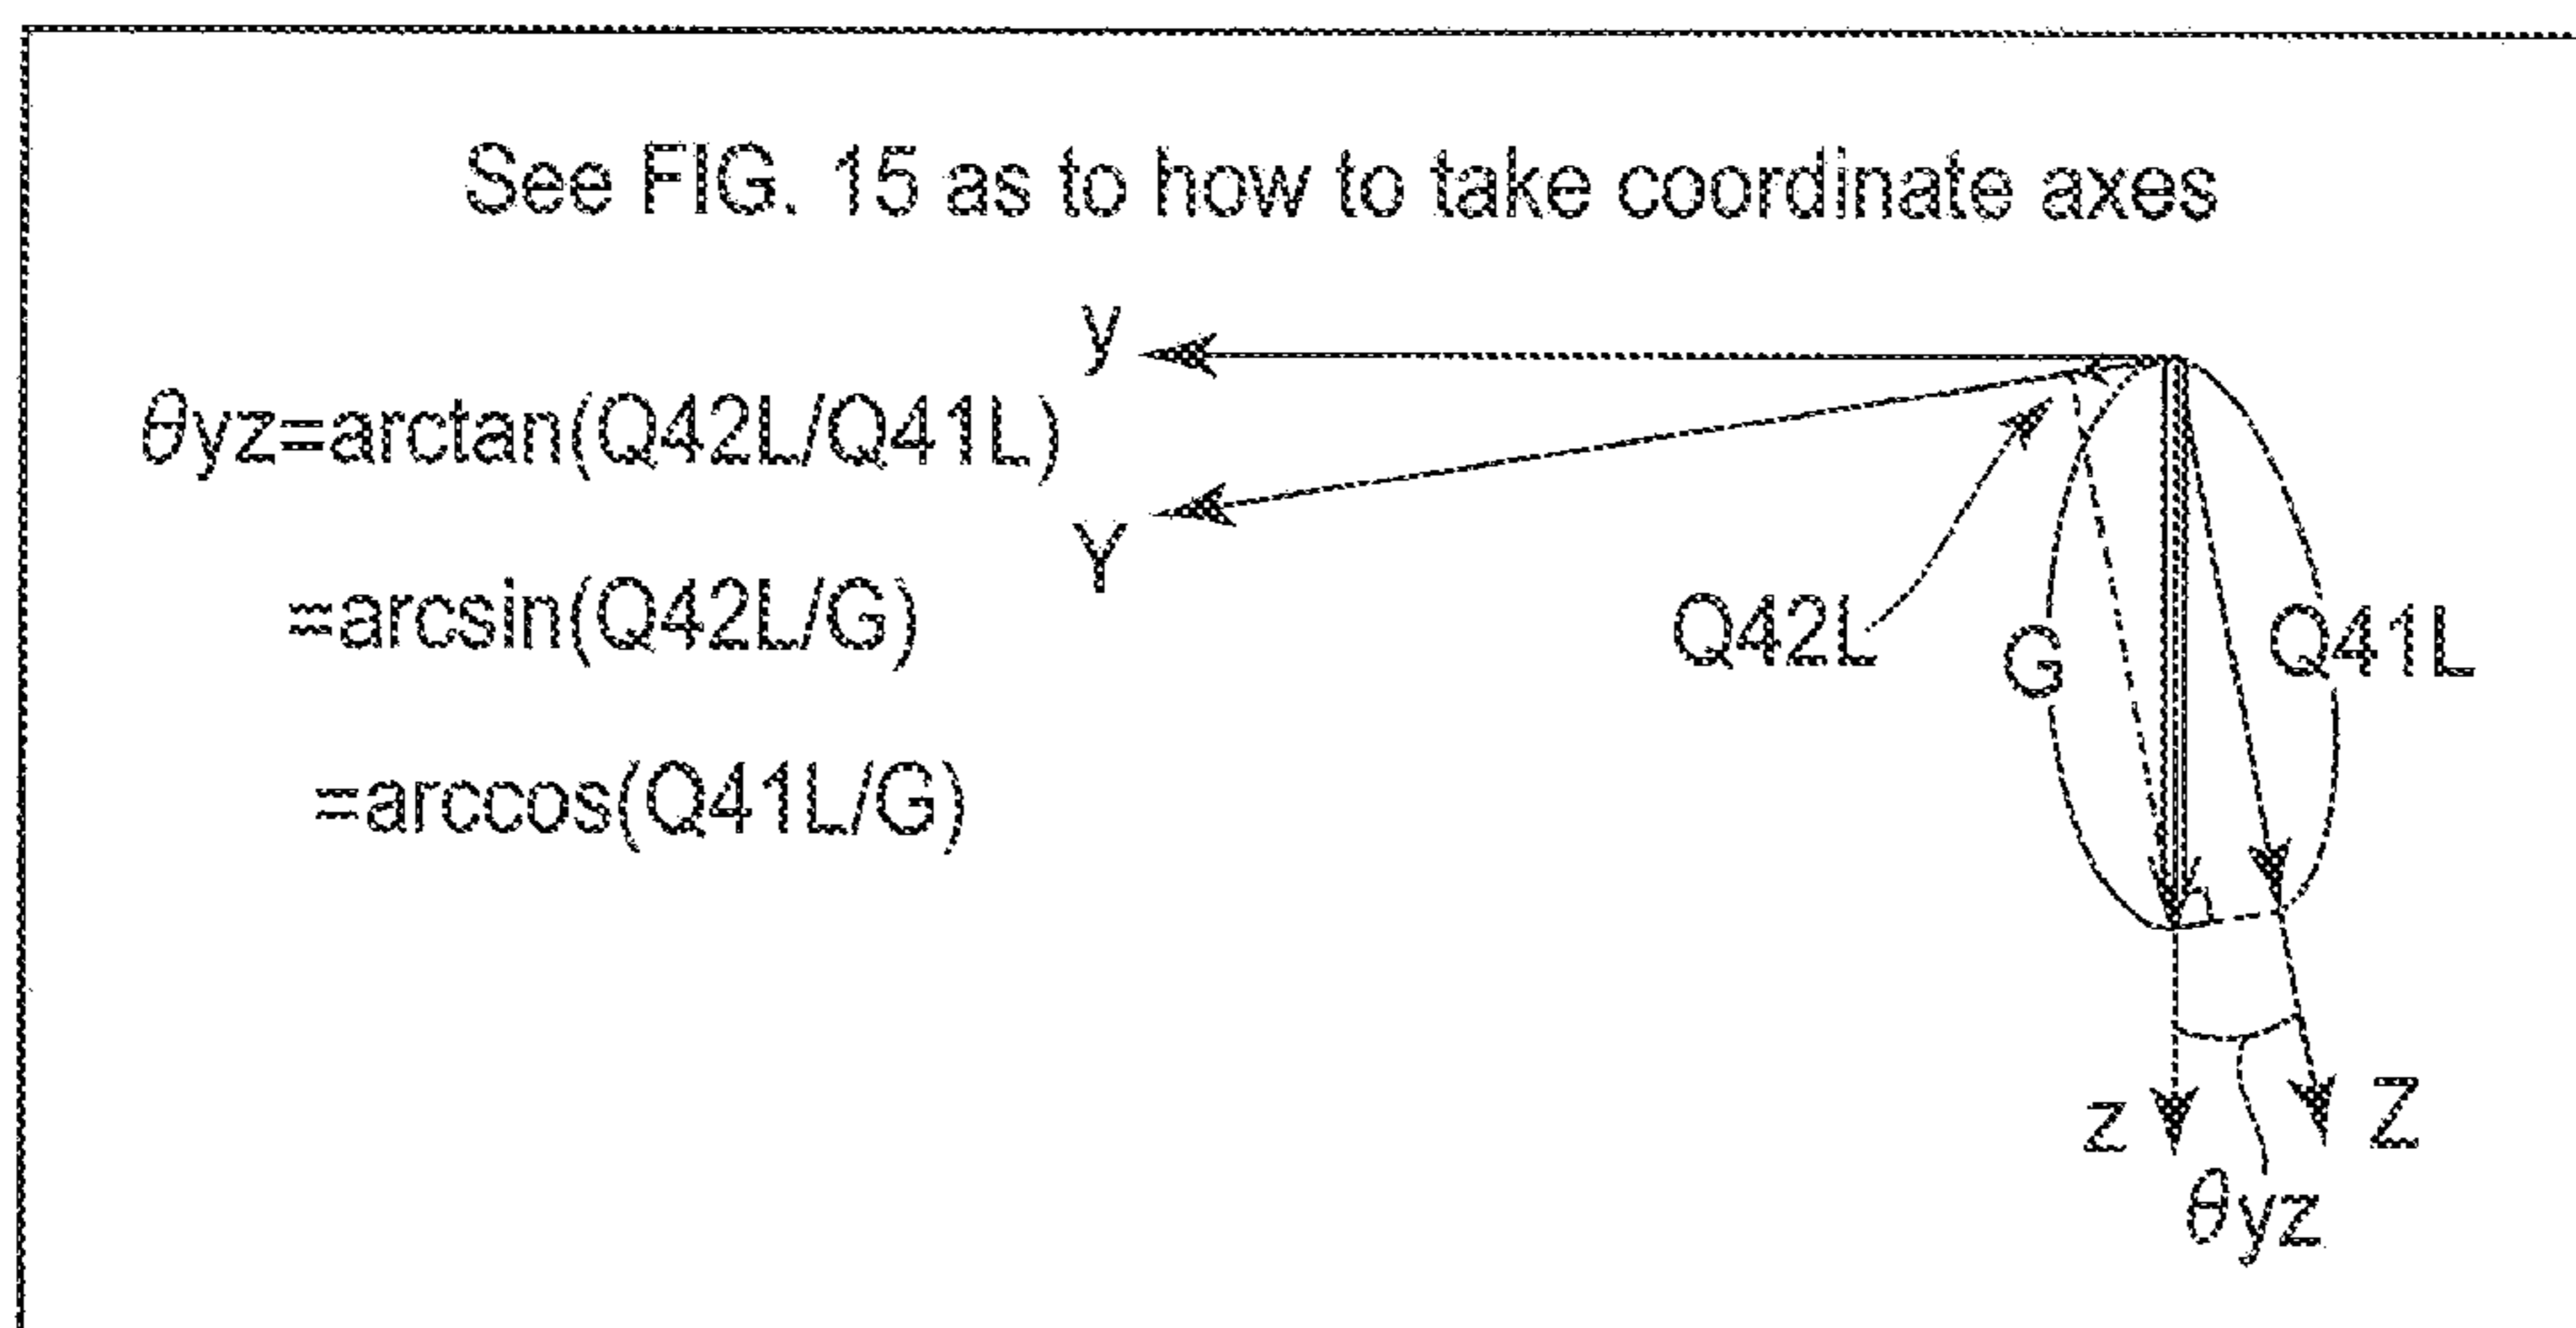 See FIG. 15 as to how to take coordinate axes
y
θyz=arctan(Q42L/Q41L)
Y
=arcsin(Q42L/G)
Q42L
G
Q41L
=arccos(Q41L/G)
z
Z
θyz